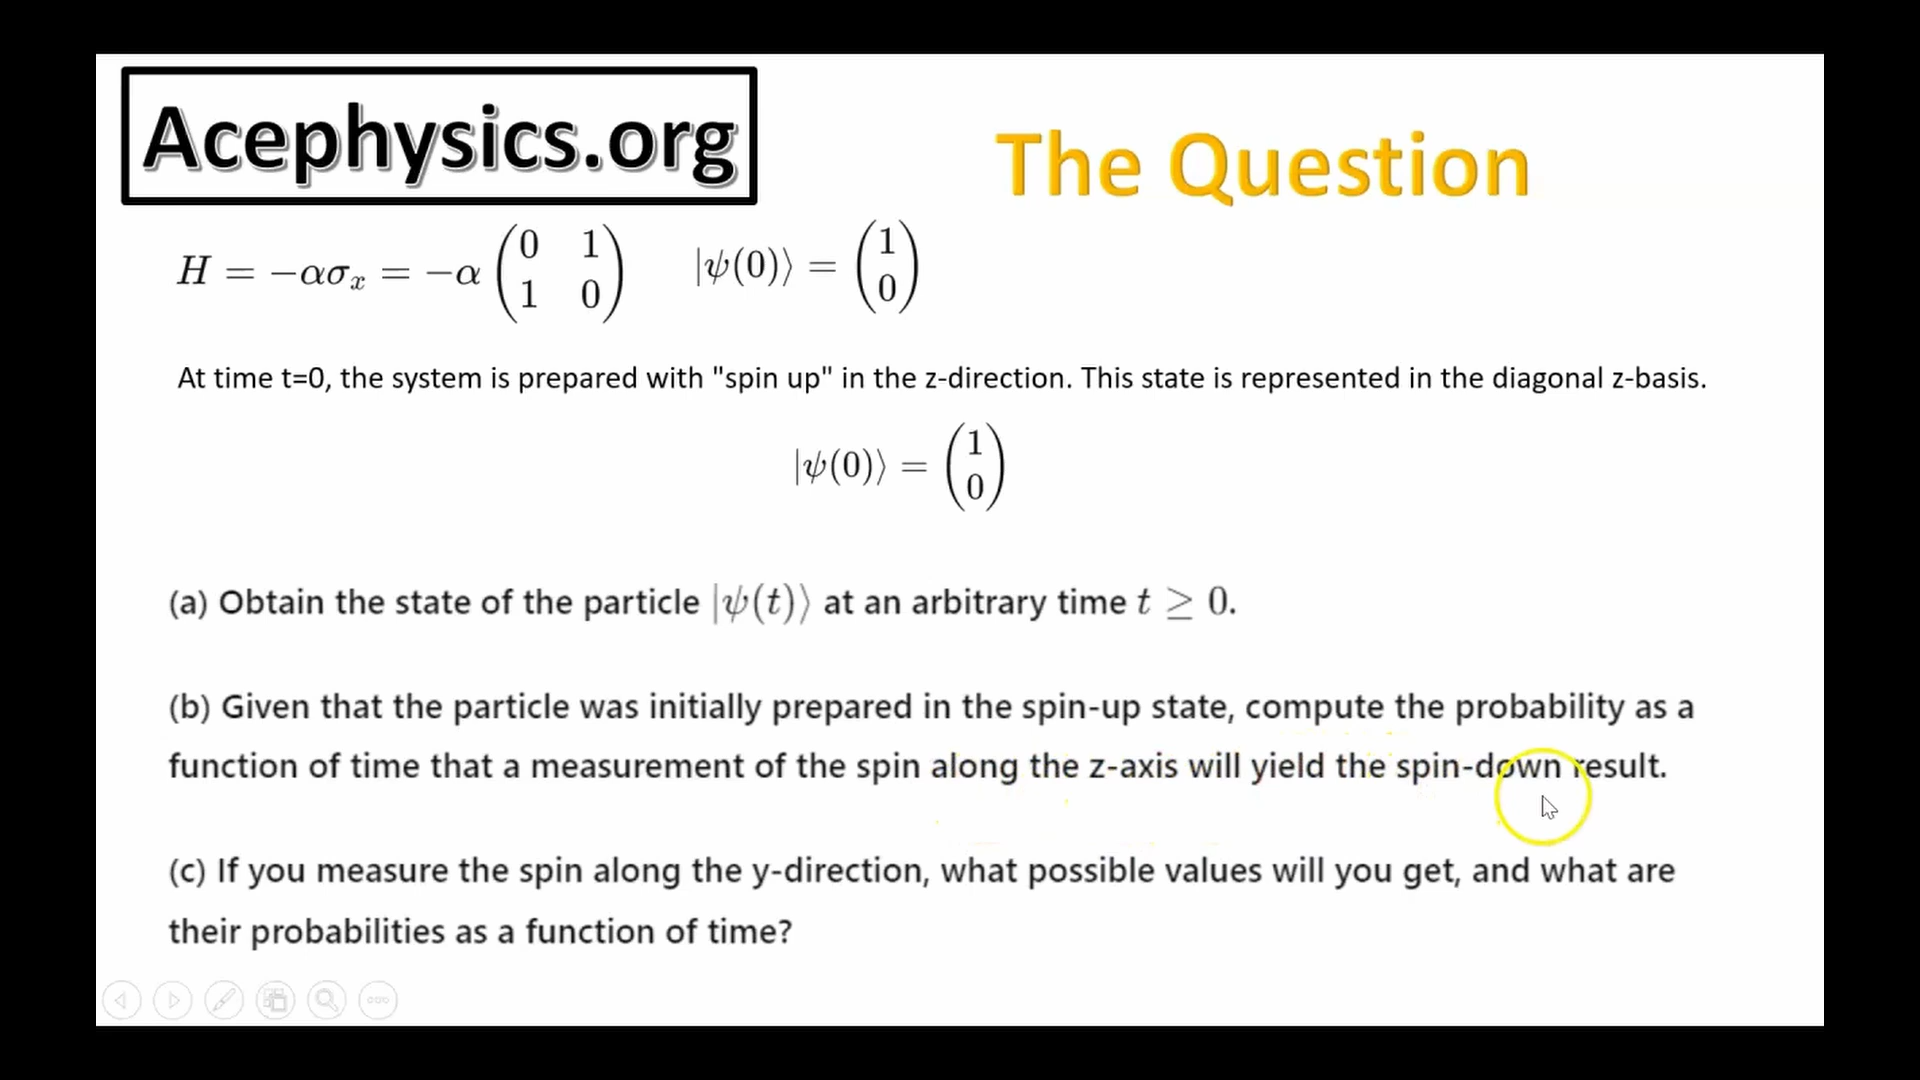 Acephysics.org
The Question
H = −ασₓ = −α (0 1; 1 0)   |ψ(0)⟩ = (1; 0)
At time t=0, the system is prepared with "spin up" in the z-direction. This state is represented in the diagonal z-basis.
|ψ(0)⟩ = (1; 0)
(a) Obtain the state of the particle |ψ(t)⟩ at an arbitrary time t ≥ 0.
(b) Given that the particle was initially prepared in the spin-up state, compute the probability as a
function of time that a measurement of the spin along the z-axis will yield the spin-down result.
(c) If you measure the spin along the y-direction, what possible values will you get, and what are
their probabilities as a function of time?